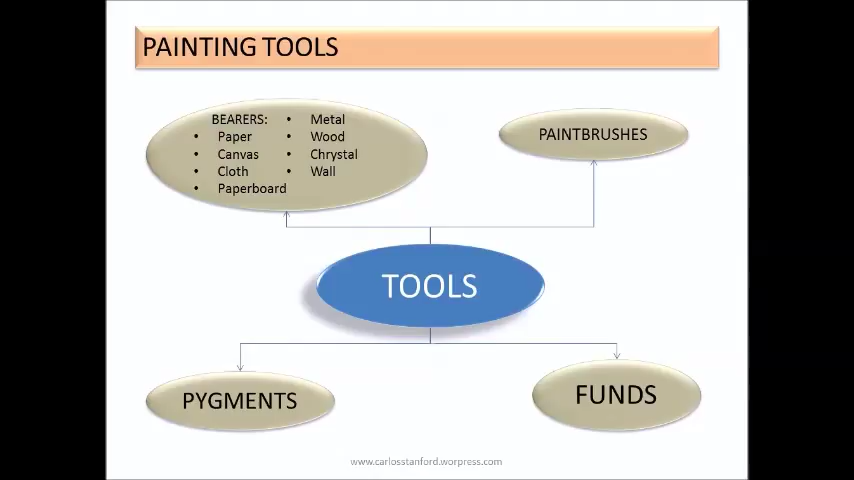 PAINTING TOOLS
BEARERS:
• Paper
• Canvas
• Cloth
• Paperboard
• Metal
• Wood
• Chrystal
• Wall
PAINTBRUSHES
TOOLS
PYGMENTS
FUNDS
www.carlosstanford.worpress.com